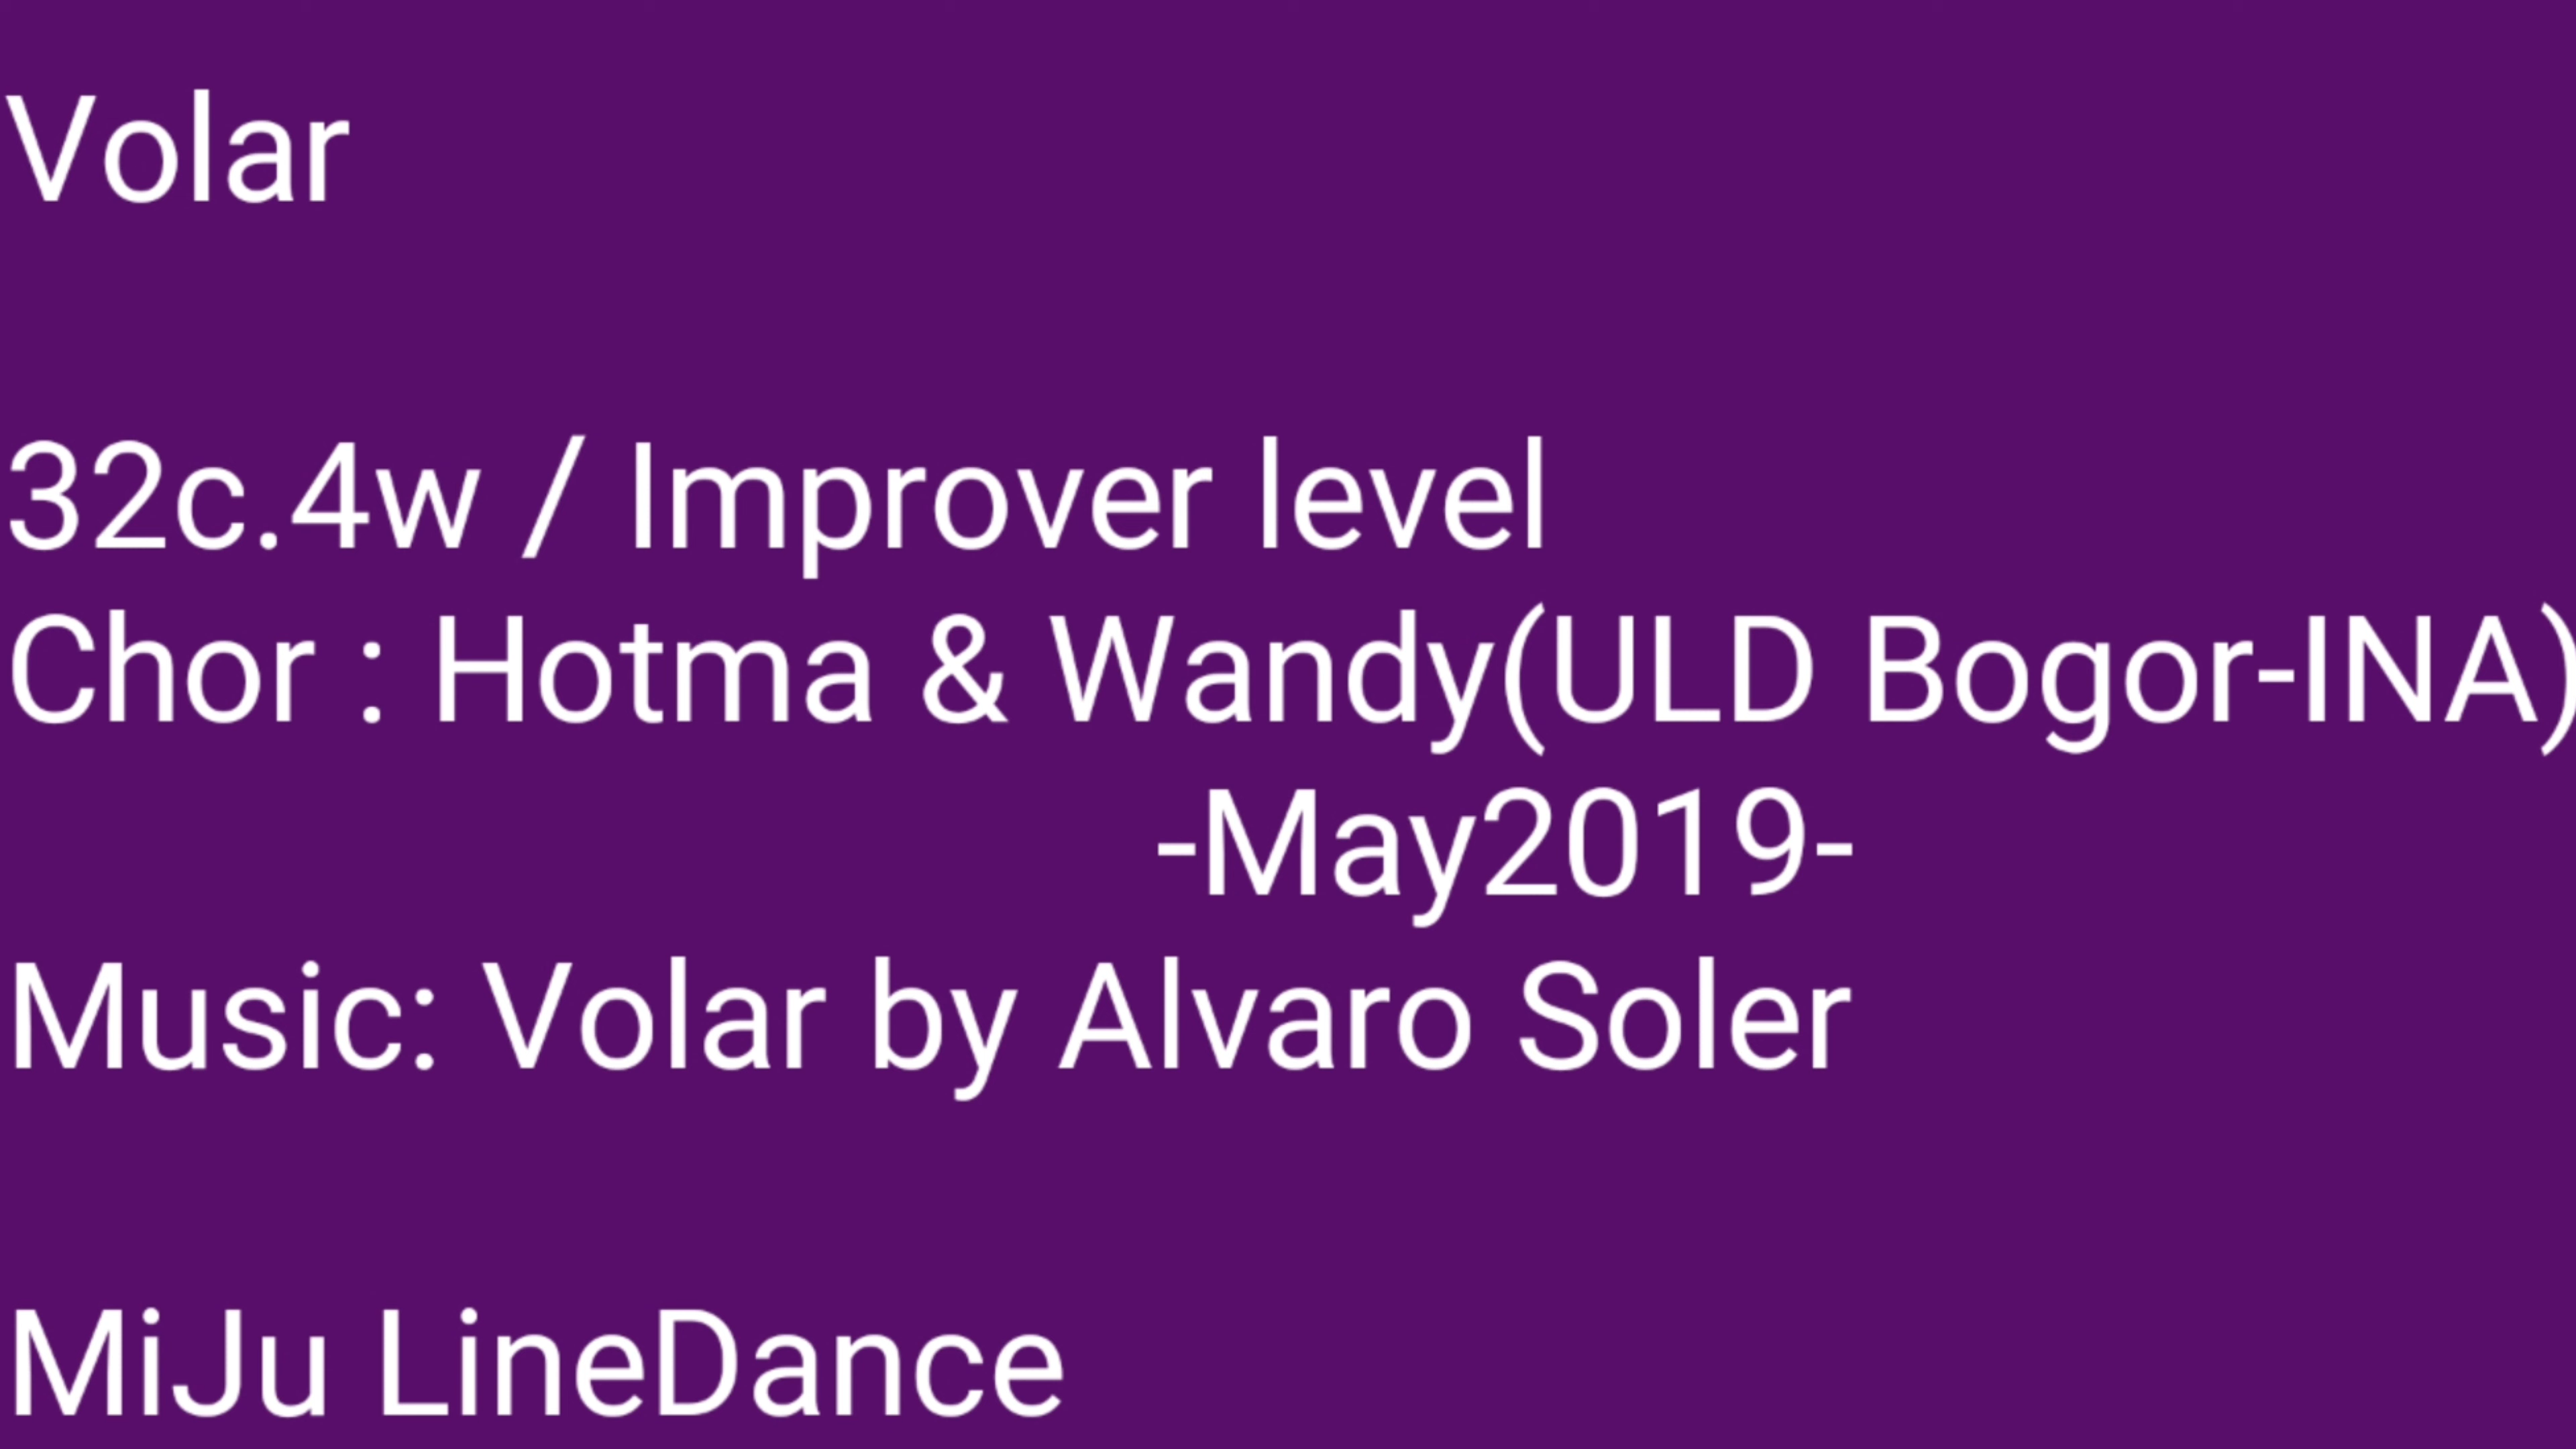 Volar
32c.4w / Improver level
Chor : Hotma & Wandy(ULD Bogor-INA)
-May2019-
Music: Volar by Alvaro Soler
MiJu LineDance